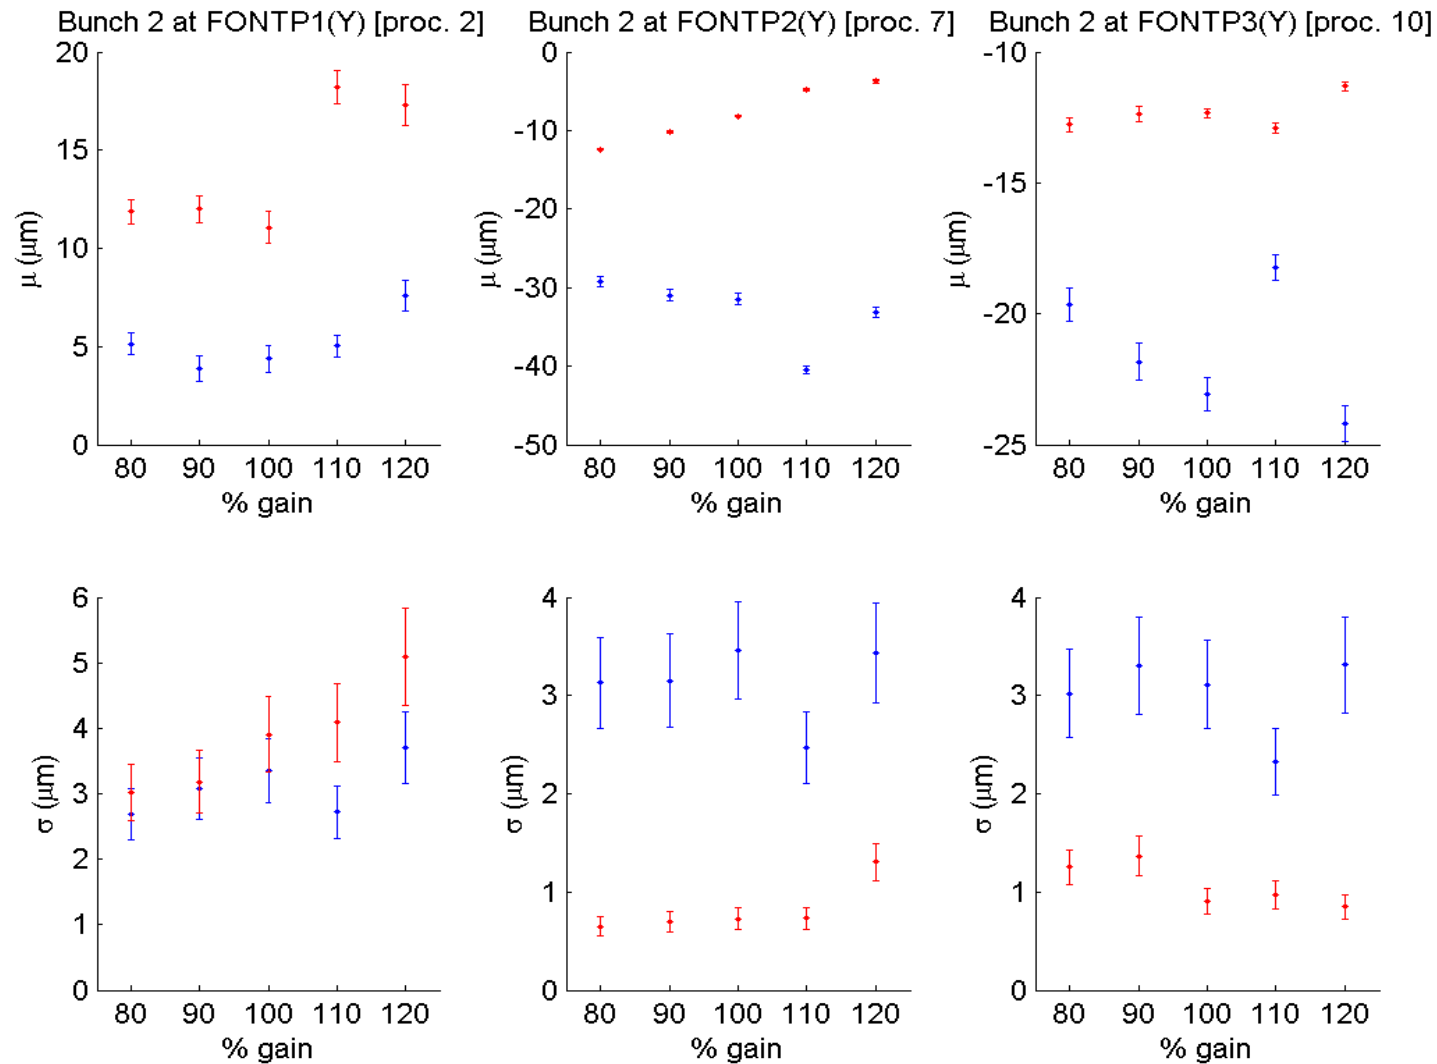 Bunch 2 at FONTP1(Y) [proc. 2]
20
15
10
5
0
μ (μm)
80 90 100 110 120
% gain
Bunch 2 at FONTP2(Y) [proc. 7]
0
-10
-20
-30
-40
-50
μ (μm)
80 90 100 110 120
% gain
Bunch 2 at FONTP3(Y) [proc. 10]
-10
-15
-20
-25
μ (μm)
80 90 100 110 120
% gain
6
5
4
3
2
1
0
σ (μm)
80 90 100 110 120
% gain
4
3
2
1
0
σ (μm)
80 90 100 110 120
% gain
4
3
2
1
0
σ (μm)
80 90 100 110 120
% gain